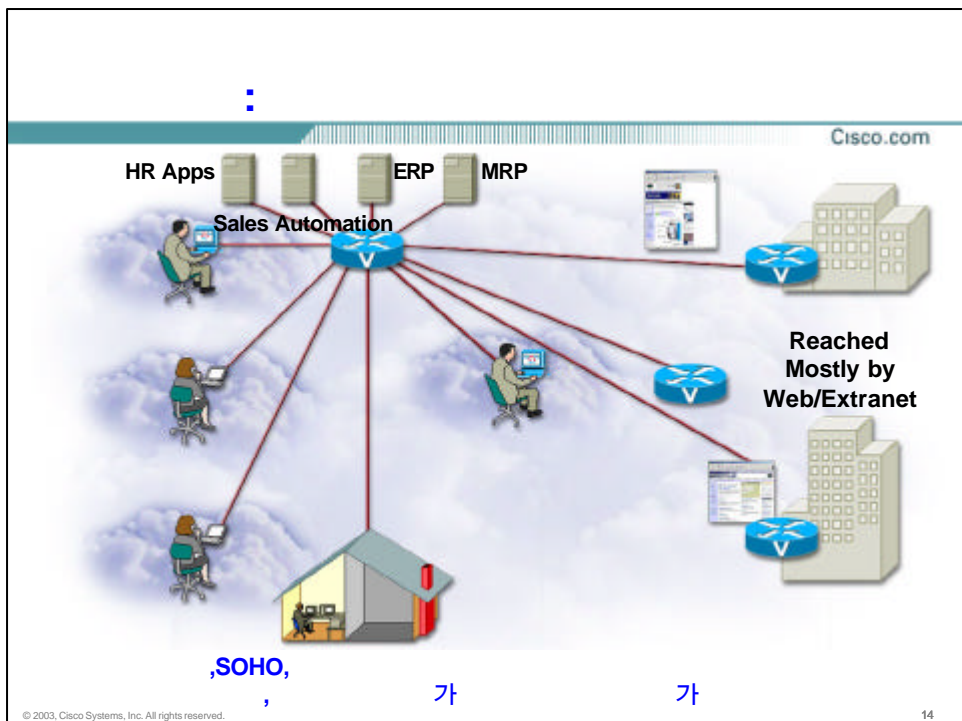 :
Cisco.com
HR Apps
ERP
MRP
Sales Automation
V
V
Reached
Mostly by
Web/Extranet
V
V
,SOHO,
, 가 가
© 2003, Cisco Systems, Inc. All rights reserved.
14